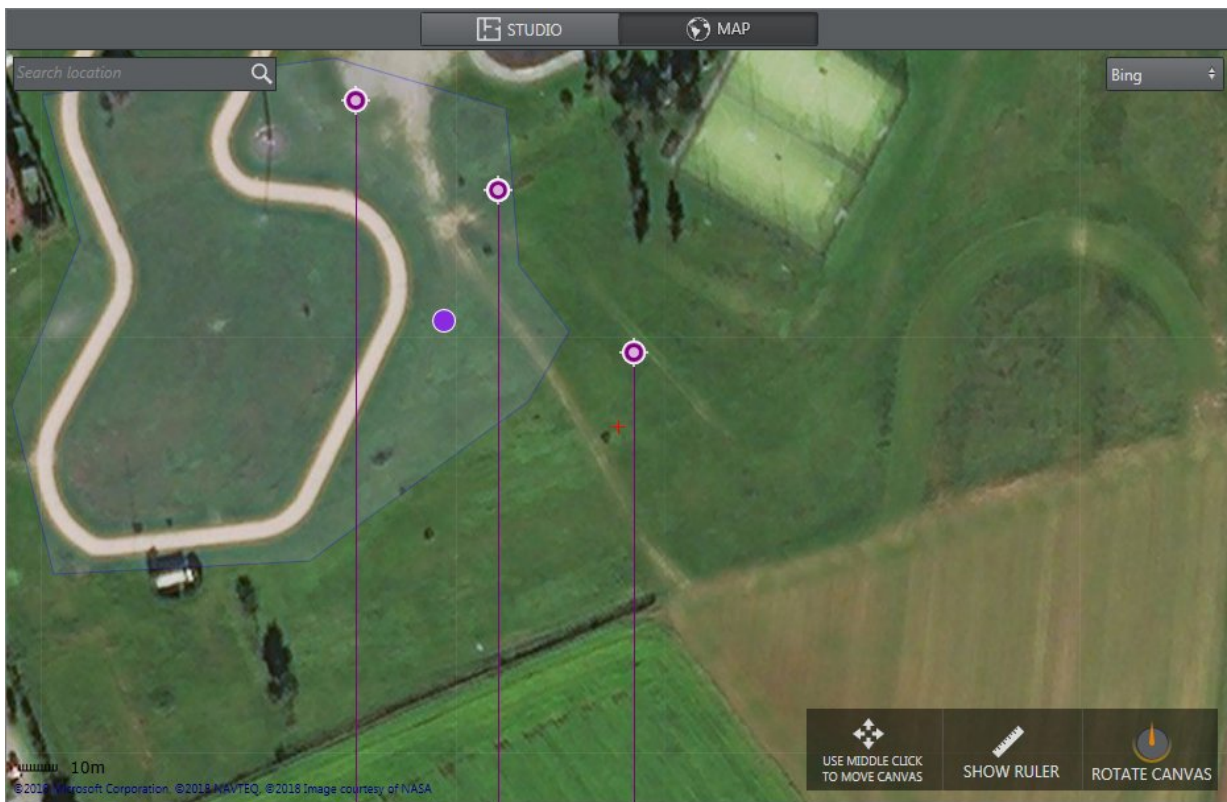 STUDIO
MAP
Search location
Bing
10m
USE MIDDLE CLICK
TO MOVE CANVAS
SHOW RULER
ROTATE CANVAS
©2018 Microsoft Corporation. ©2018 NAVTEQ. ©2018 Image courtesy of NASA